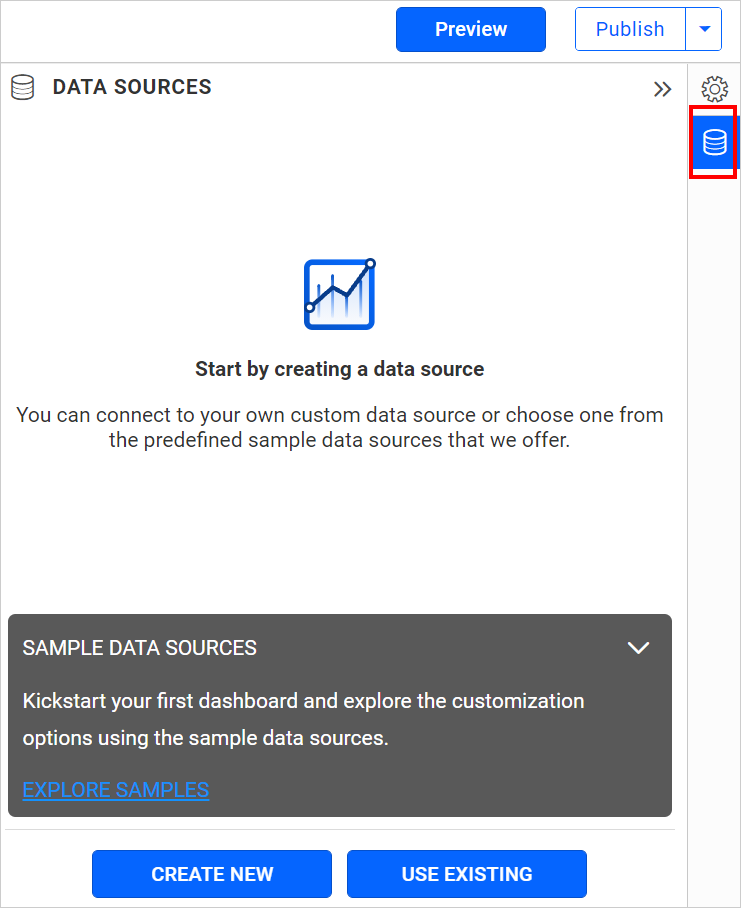 Preview
Publish
DATA SOURCES
Start by creating a data source
You can connect to your own custom data source or choose one from
the predefined sample data sources that we offer.
SAMPLE DATA SOURCES
Kickstart your first dashboard and explore the customization
options using the sample data sources.
EXPLORE SAMPLES
CREATE NEW
USE EXISTING